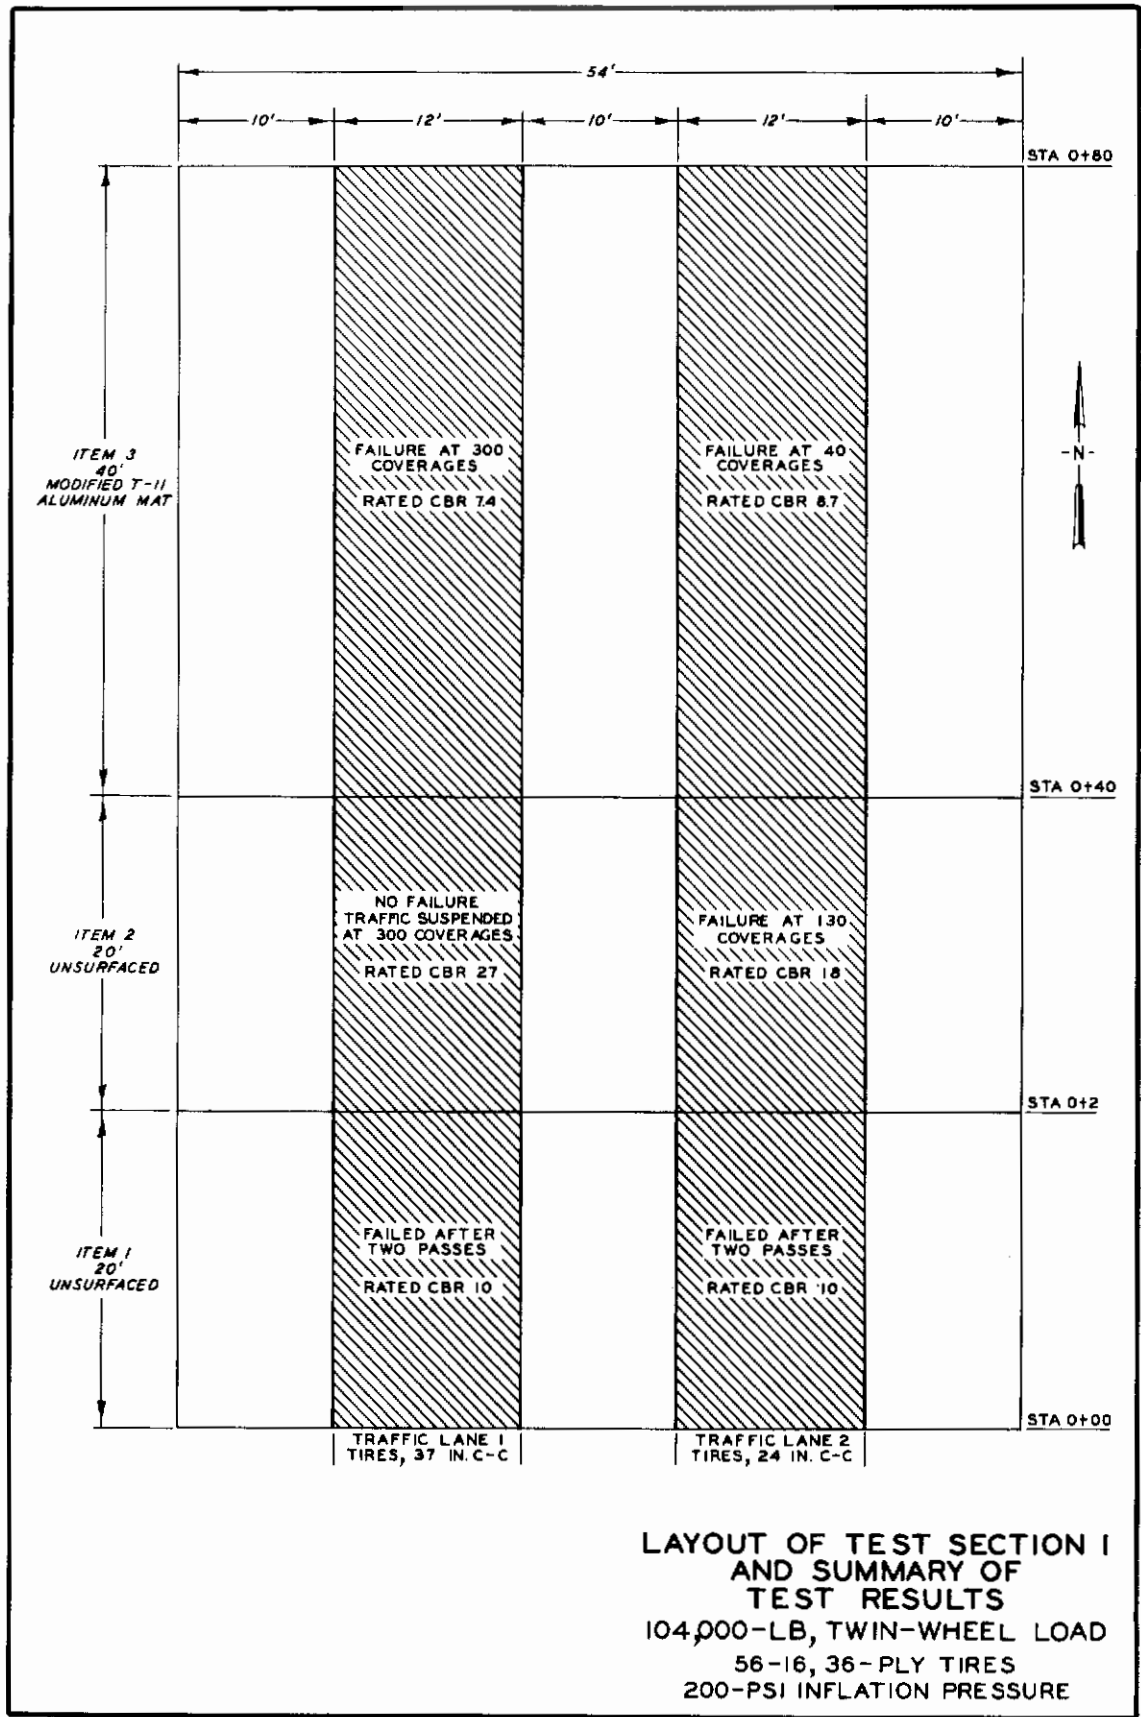 54'
10' 12' 10' 12' 10'
STA 0+80
ITEM 3
40'
MODIFIED T-11
ALUMINUM MAT
FAILURE AT 300
COVERAGES
RATED CBR 7.4
FAILURE AT 40
COVERAGES
RATED CBR 8.7
-N-
STA 0+40
ITEM 2
20'
UNSURFACED
NO FAILURE
TRAFFIC SUSPENDED
AT 300 COVERAGES
RATED CBR 27
FAILURE AT 130
COVERAGES
RATED CBR 18
STA 0+2
ITEM 1
20'
UNSURFACED
FAILED AFTER
TWO PASSES
RATED CBR 10
FAILED AFTER
TWO PASSES
RATED CBR 10
STA 0+00
TRAFFIC LANE 1
TIRES, 37 IN. C-C
TRAFFIC LANE 2
TIRES, 24 IN. C-C
LAYOUT OF TEST SECTION 1
AND SUMMARY OF
TEST RESULTS
104,000-LB, TWIN-WHEEL LOAD
56-16, 36-PLY TIRES
200-PSI INFLATION PRESSURE